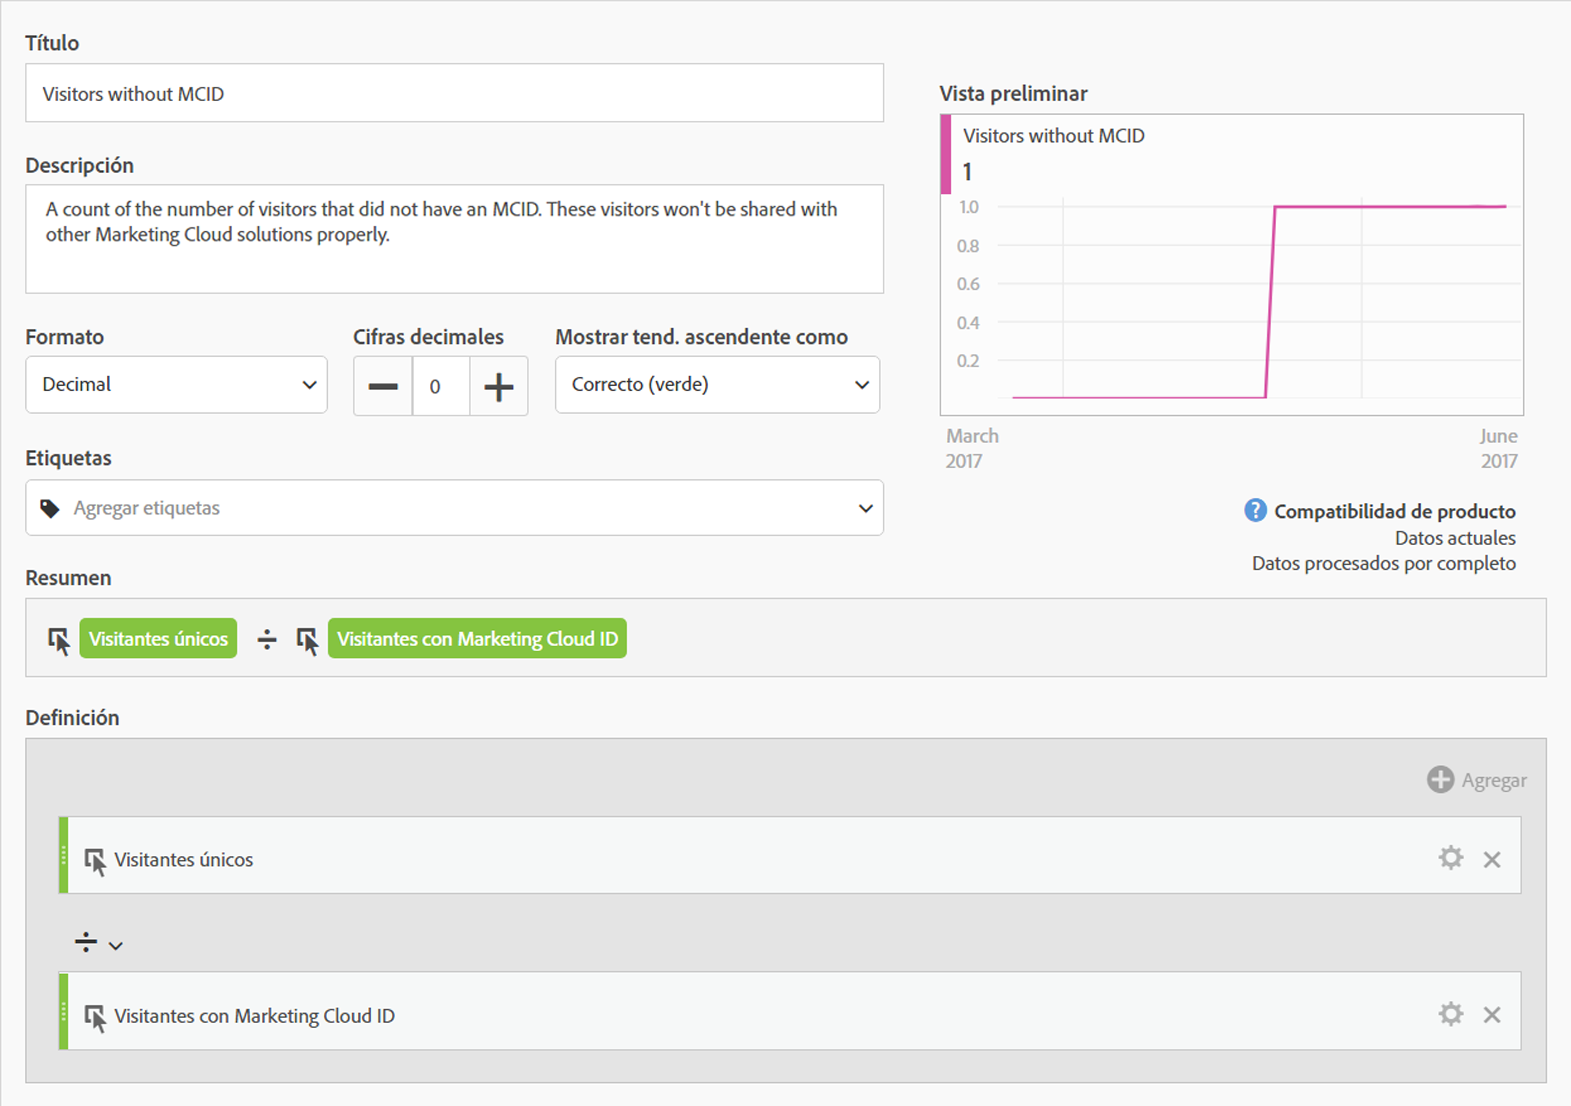 Título
Visitors without MCID
Descripción
A count of the number of visitors that did not have an MCID. These visitors won't be shared with
other Marketing Cloud solutions properly.
Formato
Cifras decimales
Mostrar tend. ascendente como
Decimal
0
Correcto (verde)
Etiquetas
Agregar etiquetas
Vista preliminar
Visitors without MCID
1
1.0
0.8
0.6
0.4
0.2
March
2017
June
2017
? Compatibilidad de producto
Datos actuales
Datos procesados por completo
Resumen
Visitantes únicos ÷ Visitantes con Marketing Cloud ID
Definición
Agregar
Visitantes únicos
÷
Visitantes con Marketing Cloud ID